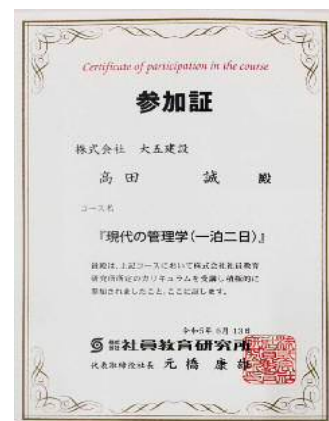 Certificate of participation in the course
参加証
株式会社 大五建設
高田 誠 殿
コース名
『現代の管理学(一泊二日)』
貴殿は、上記コースにおいて株式会社社員教育
研究所所定のカリキュラムを受講し積極的に
参加されましたこと、ここに証します。
令和5年6月13日
株式会社 社員教育研究所
代表取締役社長 元橋 康雄